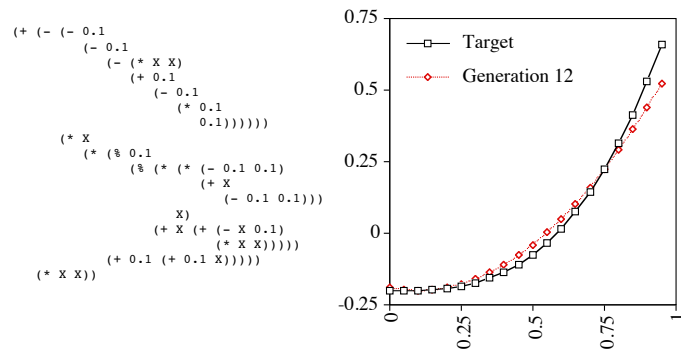 (+ (- (- 0.1
(- 0.1
(- (* X X)
(+ 0.1
(- 0.1
(* 0.1
0.1))))))
(* X
(* (% 0.1
(% (* (* (- 0.1 0.1)
(+ X
(- 0.1 0.1)))
X)
(+ X (+ (- X 0.1)
(* X X)))))
(+ 0.1 (+ 0.1 X)))))
(* X X))
0.75
0.5
0.25
0
-0.25
Target
Generation 12
0
0.25
0.5
0.75
1